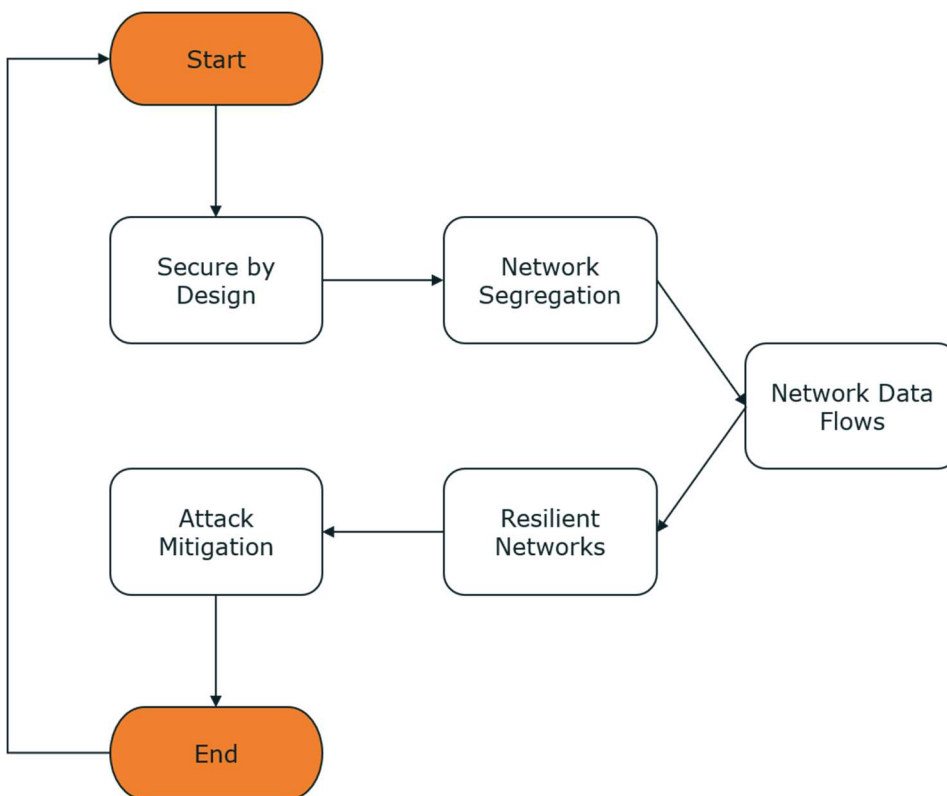 Start
Secure by
Design
Network
Segregation
Network Data
Flows
Resilient
Networks
Attack
Mitigation
End